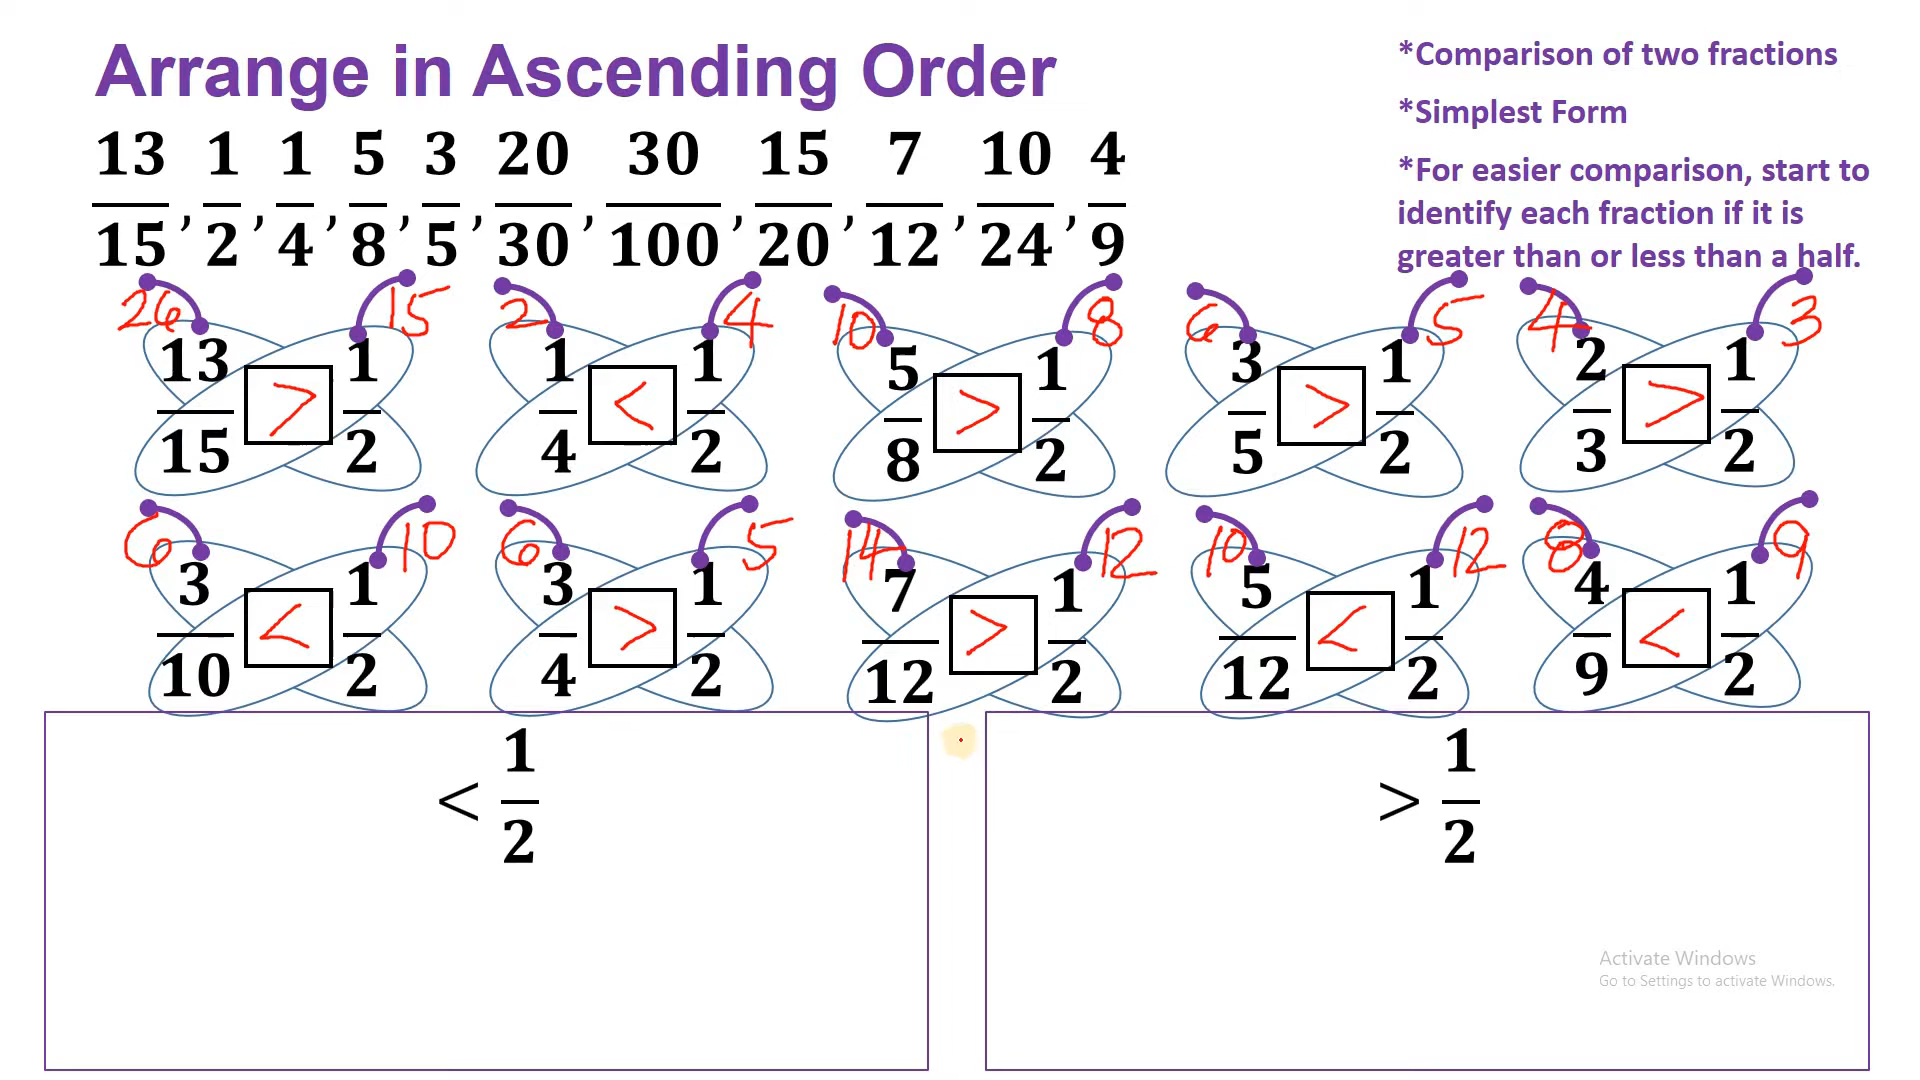 Arrange in Ascending Order
13/15, 1/2, 1/4, 5/8, 3/5, 20/30, 30/100, 15/20, 7/12, 10/24, 4/9
*Comparison of two fractions
*Simplest Form
*For easier comparison, start to
identify each fraction if it is
greater than or less than a half.
26 15 2 4 10 8 6 5 4 3
13/15 > 1/2 1/4 < 1/2 5/8 > 1/2 3/5 > 1/2 2/3 > 1/2
6 10 6 5 14 12 10 12 8 9
3/10 < 1/2 3/4 > 1/2 7/12 > 1/2 5/12 < 1/2 4/9 < 1/2
< 1/2
> 1/2
Activate Windows
Go to Settings to activate Windows.